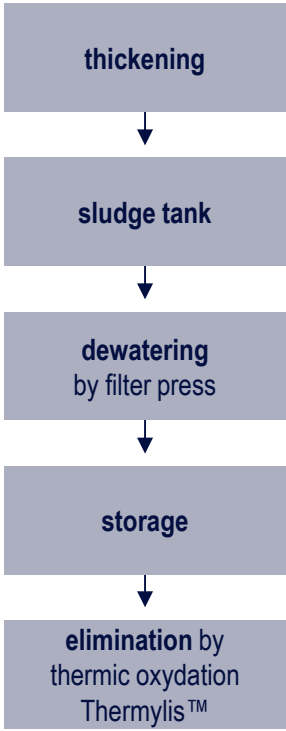 thickening
sludge tank
dewatering
by filter press
storage
elimination by
thermic oxydation
Thermylis™